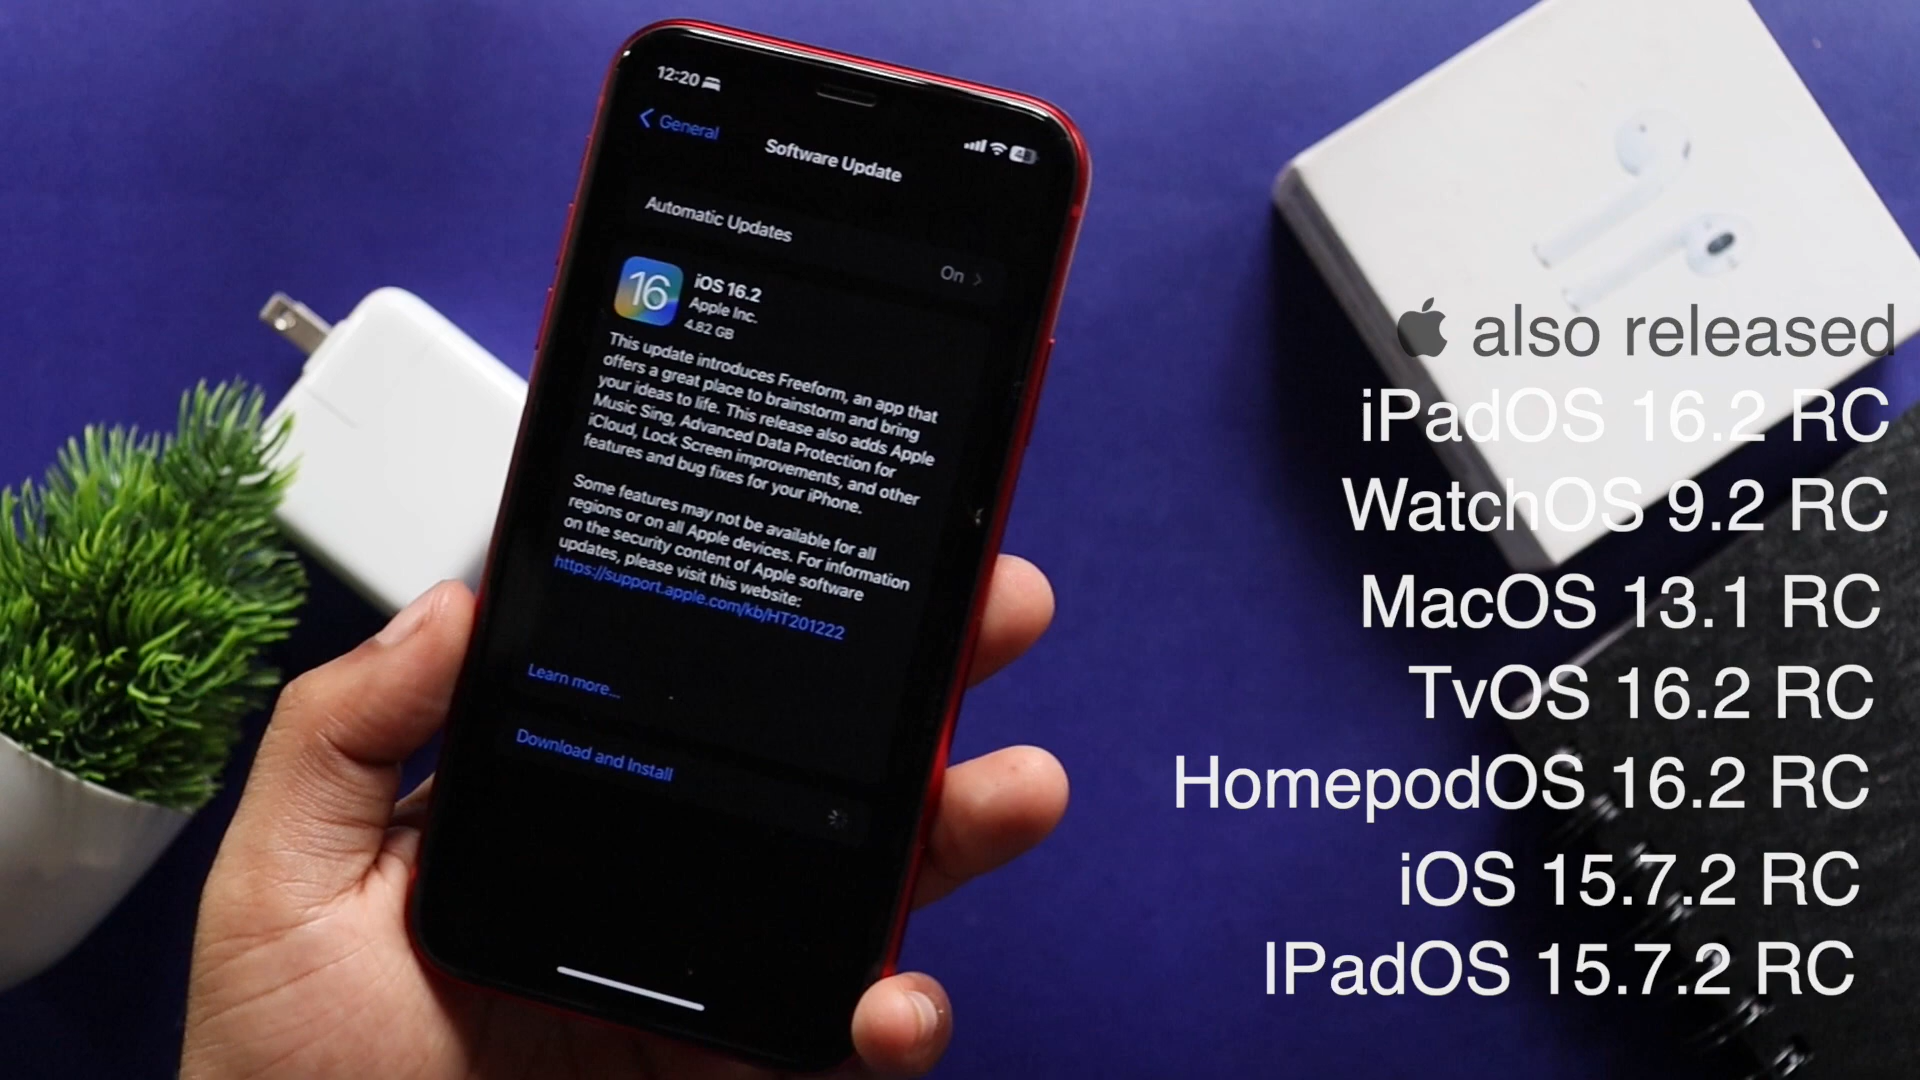 12:20
General
Software Update
Automatic Updates
On
16
iOS 16.2
Apple Inc.
4.82 GB
This update introduces Freeform, an app that
offers a great place to brainstorm and bring
your ideas to life. This release also adds Apple
Music Sing, Advanced Data Protection for
iCloud, Lock Screen improvements, and other
features and bug fixes for your iPhone.
Some features may not be available for all
regions or on all Apple devices. For information
on the security content of Apple software
updates, please visit this website:
https://support.apple.com/kb/HT201222
Learn more...
Download and Install
also released
iPadOS 16.2 RC
WatchOS 9.2 RC
MacOS 13.1 RC
TvOS 16.2 RC
HomepodOS 16.2 RC
iOS 15.7.2 RC
IPadOS 15.7.2 RC